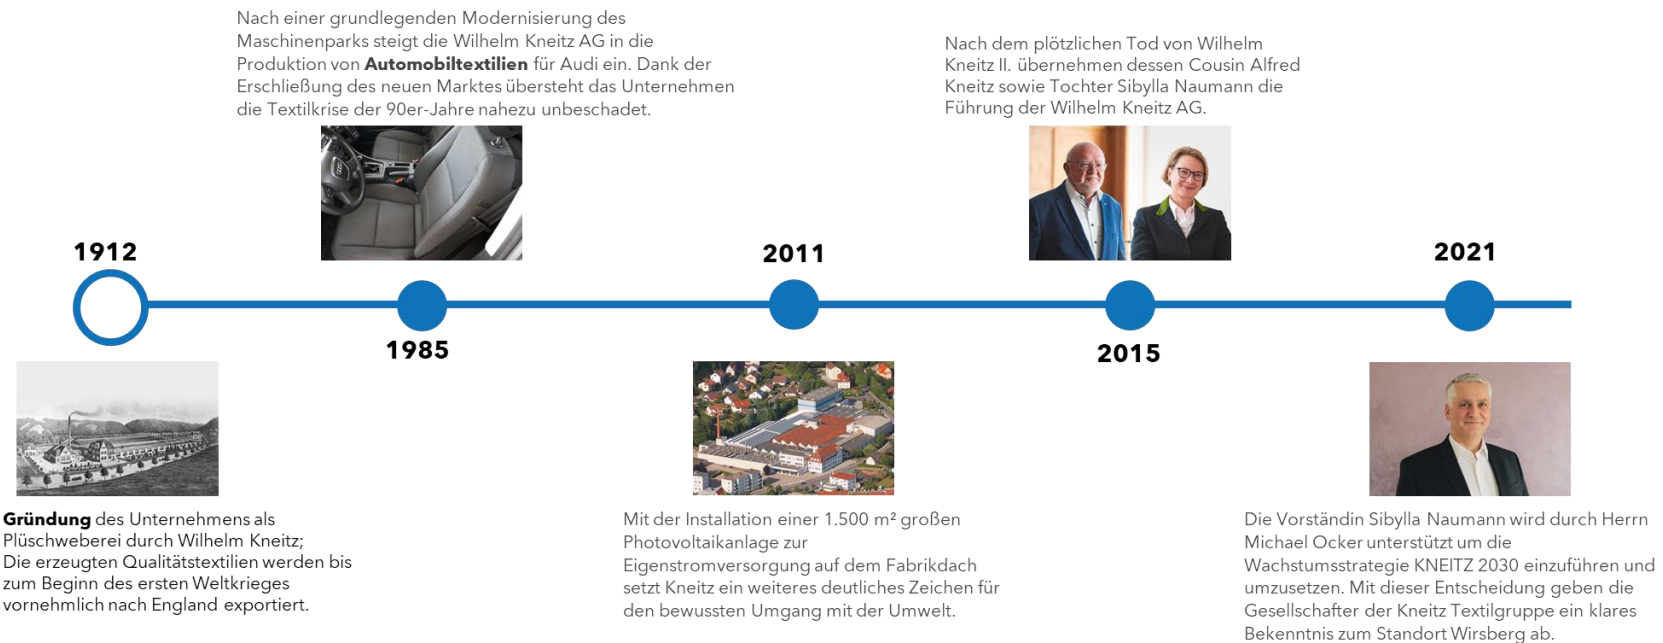 Nach einer grundlegenden Modernisierung des
Maschinenparks steigt die Wilhelm Kneitz AG in die
Produktion von Automobiltextilien für Audi ein. Dank der
Erschließung des neuen Marktes übersteht das Unternehmen
die Textilkrise der 90er-Jahre nahezu unbeschadet.
Nach dem plötzlichen Tod von Wilhelm
Kneitz II. übernehmen dessen Cousin Alfred
Kneitz sowie Tochter Sibylla Naumann die
Führung der Wilhelm Kneitz AG.
1912
2011
2021
1985
2015
Gründung des Unternehmens als
Plüschweberei durch Wilhelm Kneitz;
Die erzeugten Qualitätstextilien werden bis
zum Beginn des ersten Weltkrieges
vornehmlich nach England exportiert.
Mit der Installation einer 1.500 m² großen
Photovoltaikanlage zur
Eigenstromversorgung auf dem Fabrikdach
setzt Kneitz ein weiteres deutliches Zeichen für
den bewussten Umgang mit der Umwelt.
Die Vorständin Sibylla Naumann wird durch Herrn
Michael Ocker unterstützt um die
Wachstumsstrategie KNEITZ 2030 einzuführen und
umzusetzen. Mit dieser Entscheidung geben die
Gesellschafter der Kneitz Textilgruppe ein klares
Bekenntnis zum Standort Wirsberg ab.